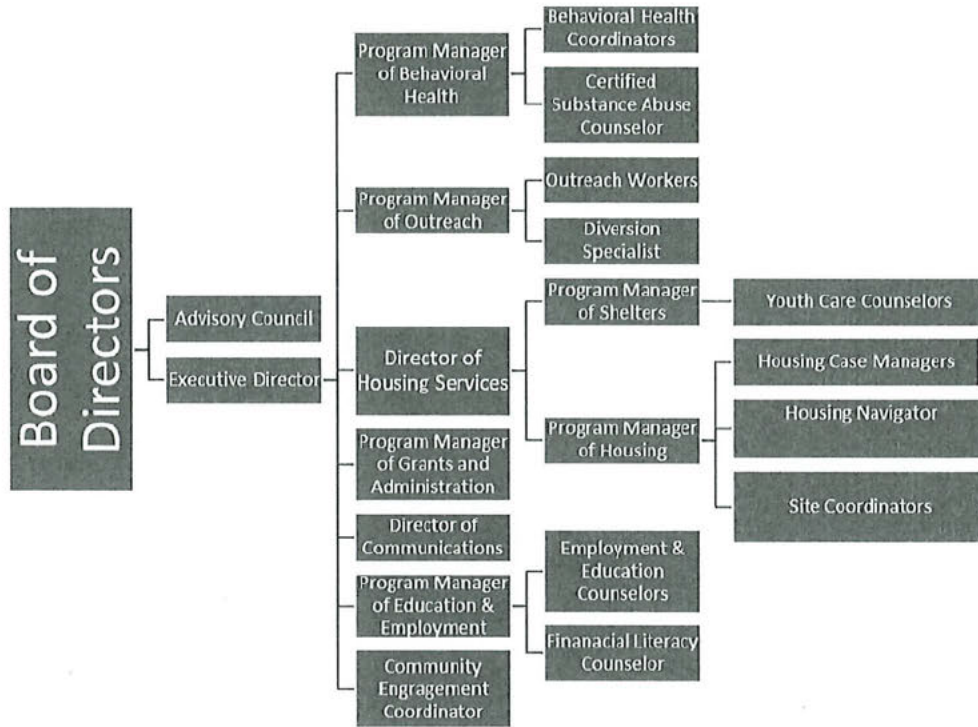 Board of
Directors
Advisory Council
Executive Director
Program Manager
of Behavioral
Health
Behavioral Health
Coordinators
Certified
Substance Abuse
Counselor
Program Manager
of Outreach
Outreach Workers
Diversion
Specialist
Director of
Housing Services
Program Manager
of Shelters
Youth Care Counselors
Program Manager
of Housing
Housing Case Managers
Housing Navigator
Site Coordinators
Program Manager
of Grants and
Administration
Director of
Communications
Program Manager
of Education &
Employment
Employment &
Education
Counselors
Finanacial Literacy
Counselor
Community
Engragement
Coordinator